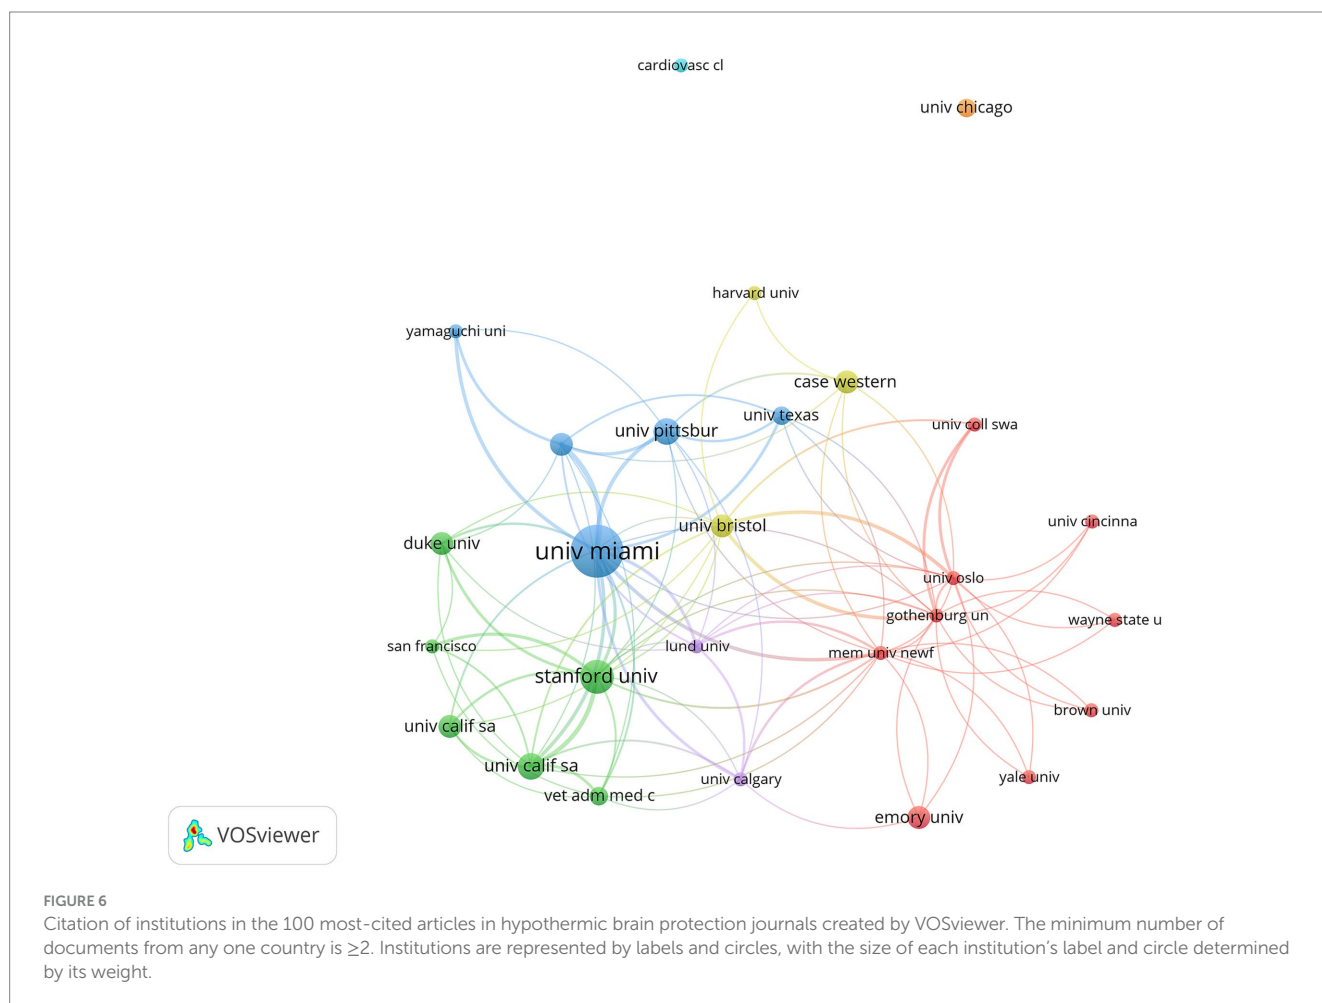 cardiovasc cl
univ chicago
harvard univ
yamaguchi uni
case western
univ texas
univ coll swa
univ pittsbur
univ cincinna
univ bristol
duke univ
univ miami
univ oslo
gothenburg un
wayne state u
san francisco
lund univ
mem univ newf
stanford univ
brown univ
univ calif sa
univ calif sa
univ calgary
yale univ
vet adm med c
emory univ
VOSviewer
FIGURE 6
Citation of institutions in the 100 most-cited articles in hypothermic brain protection journals created by VOSviewer. The minimum number of
documents from any one country is ≥2. Institutions are represented by labels and circles, with the size of each institution’s label and circle determined
by its weight.